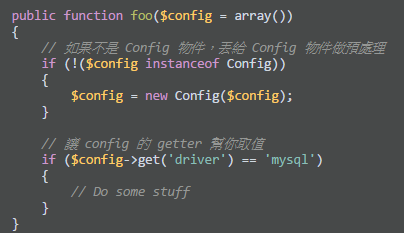 public function foo($config = array())
{
    // 如果不是 Config 物件，丟給 Config 物件做預處理
    if (!($config instanceof Config))
    {
        $config = new Config($config);
    }

    // 讓 config 的 getter 幫你取值
    if ($config->get('driver') == 'mysql')
    {
        // Do some stuff
    }
}